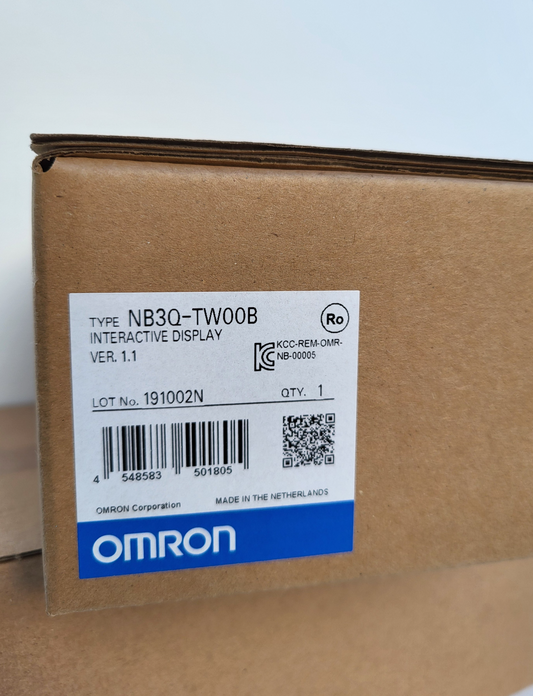 TYPE NB3Q-TW00B
Ro
INTERACTIVE DISPLAY
VER. 1.1
KCC-REM-OMR-
NB-00005
LOT No. 191002N QTY. 1
4 548583 501805
OMRON Corporation MADE IN THE NETHERLANDS
OMRON